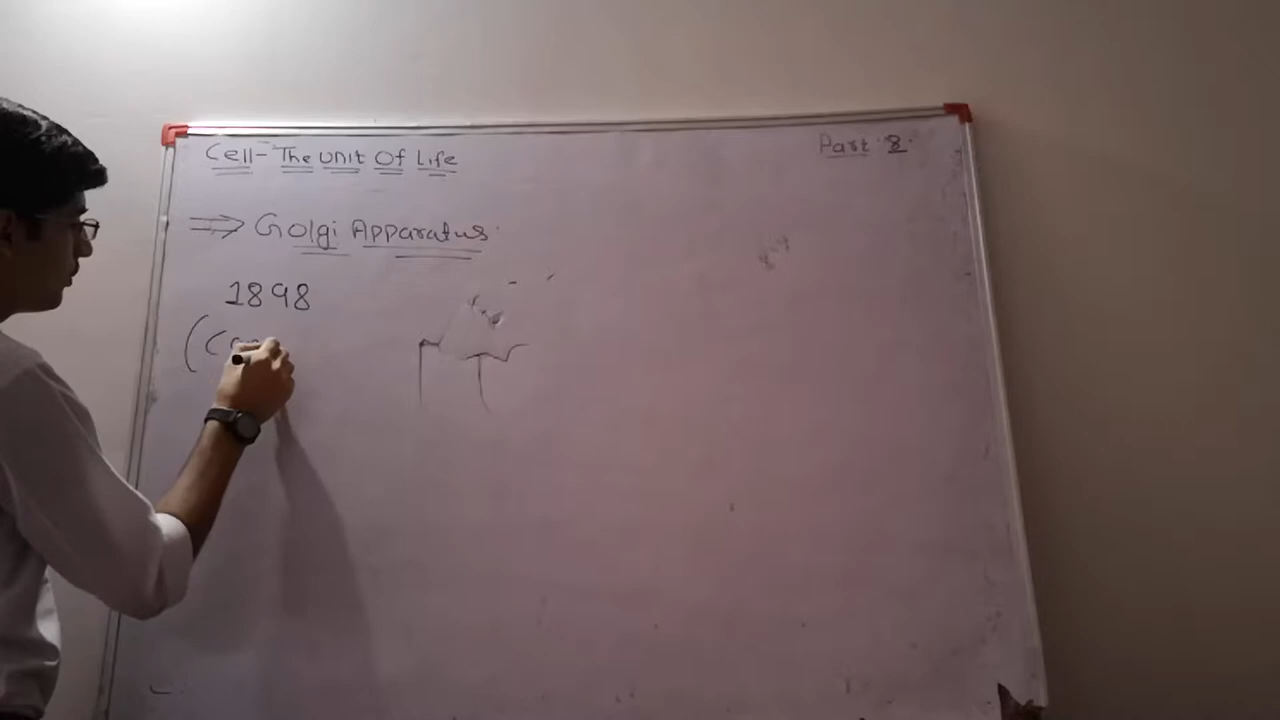 Cell- The Unit Of Life
Part: 8.
⇒ Golgi Apparatus
1898